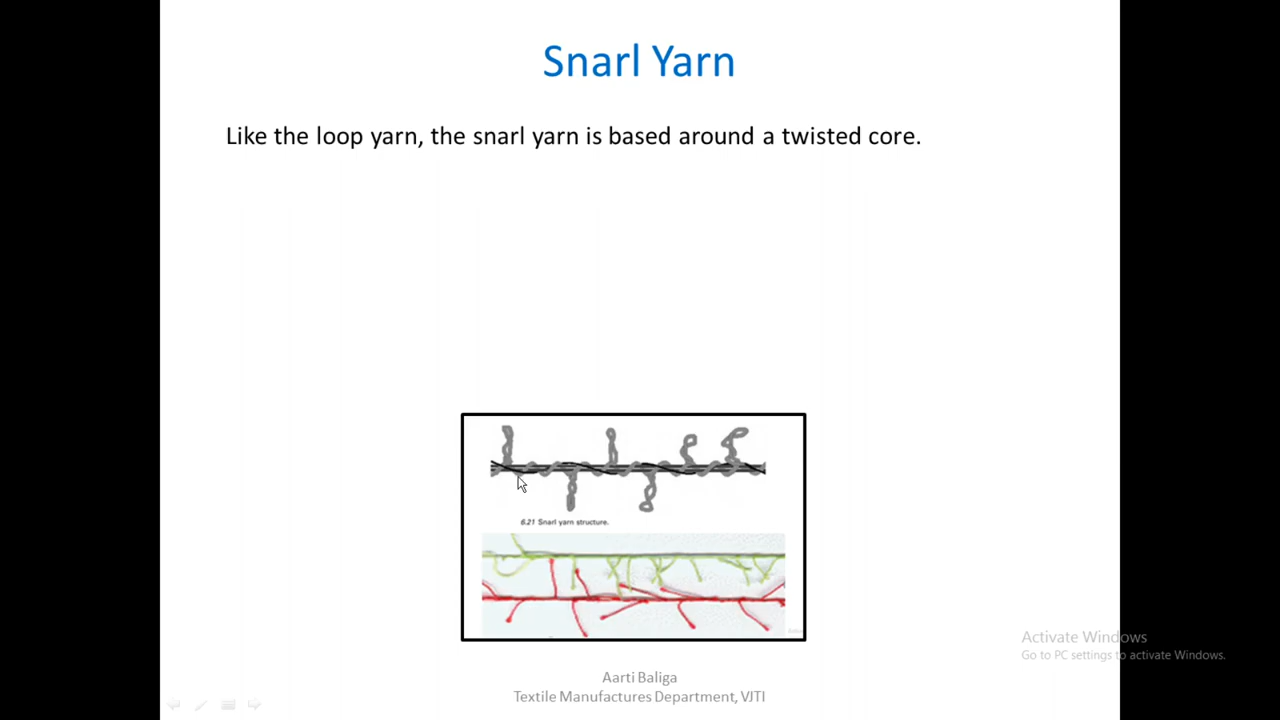 Snarl Yarn
Like the loop yarn, the snarl yarn is based around a twisted core.
6.21 Snarl yarn structure.
Activate Windows
Go to PC settings to activate Windows.
Aarti Baliga
Textile Manufactures Department, VJTI